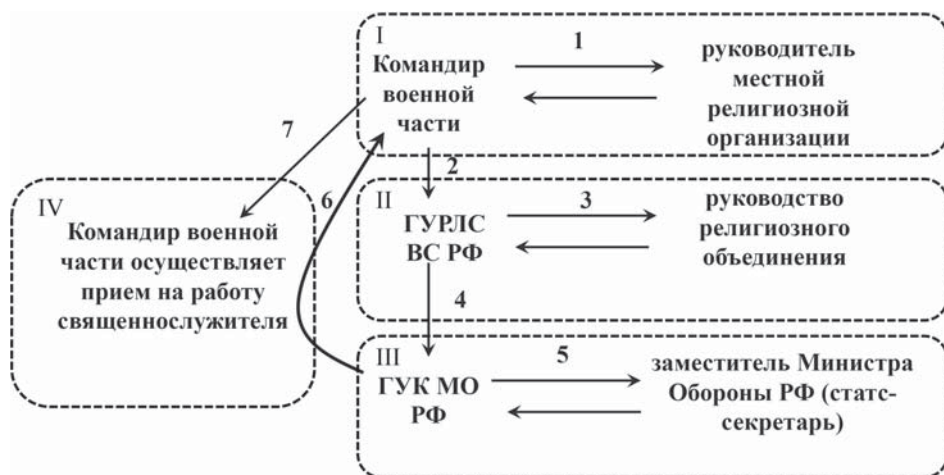 I
1
Командир
военной
части
руководитель
местной
религиозной
организации
7
2
6
IV
Командир военной
части осуществляет
прием на работу
священнослужителя
II
3
ГУРЛС
ВС РФ
руководство
религиозного
объединения
4
III
5
ГУК МО
РФ
заместитель Министра
Обороны РФ (статс-
секретарь)